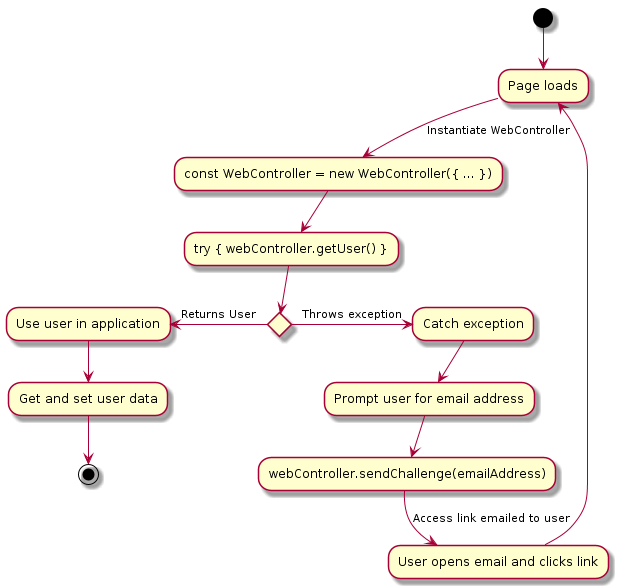 Page loads
Instantiate WebController
const WebController = new WebController({ ... })
try { webController.getUser() }
Returns User
Throws exception
Use user in application
Catch exception
Get and set user data
Prompt user for email address
webController.sendChallenge(emailAddress)
Access link emailed to user
User opens email and clicks link